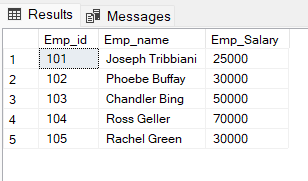 Results Messages
Emp_id Emp_name Emp_Salary
1 101 Joseph Tribbiani 25000
2 102 Phoebe Buffay 30000
3 103 Chandler Bing 50000
4 104 Ross Geller 70000
5 105 Rachel Green 30000